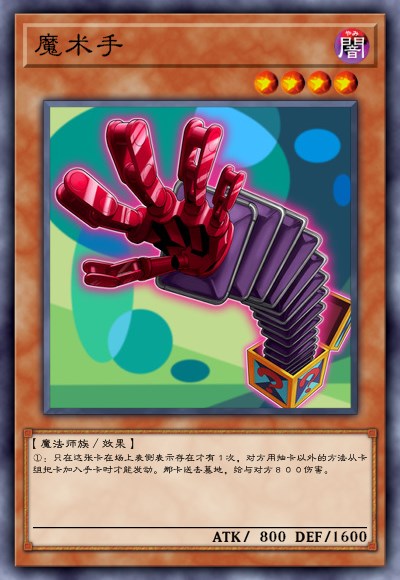 魔术手
やみ
闇
? ?
【魔法师族／效果】
①：只在这张卡在场上表侧表示存在才有1次，对方用抽卡以外的方法从卡
组把卡加入手卡时才能发动。那卡送去墓地，给与对方８００伤害。
ATK/ 800 DEF/1600